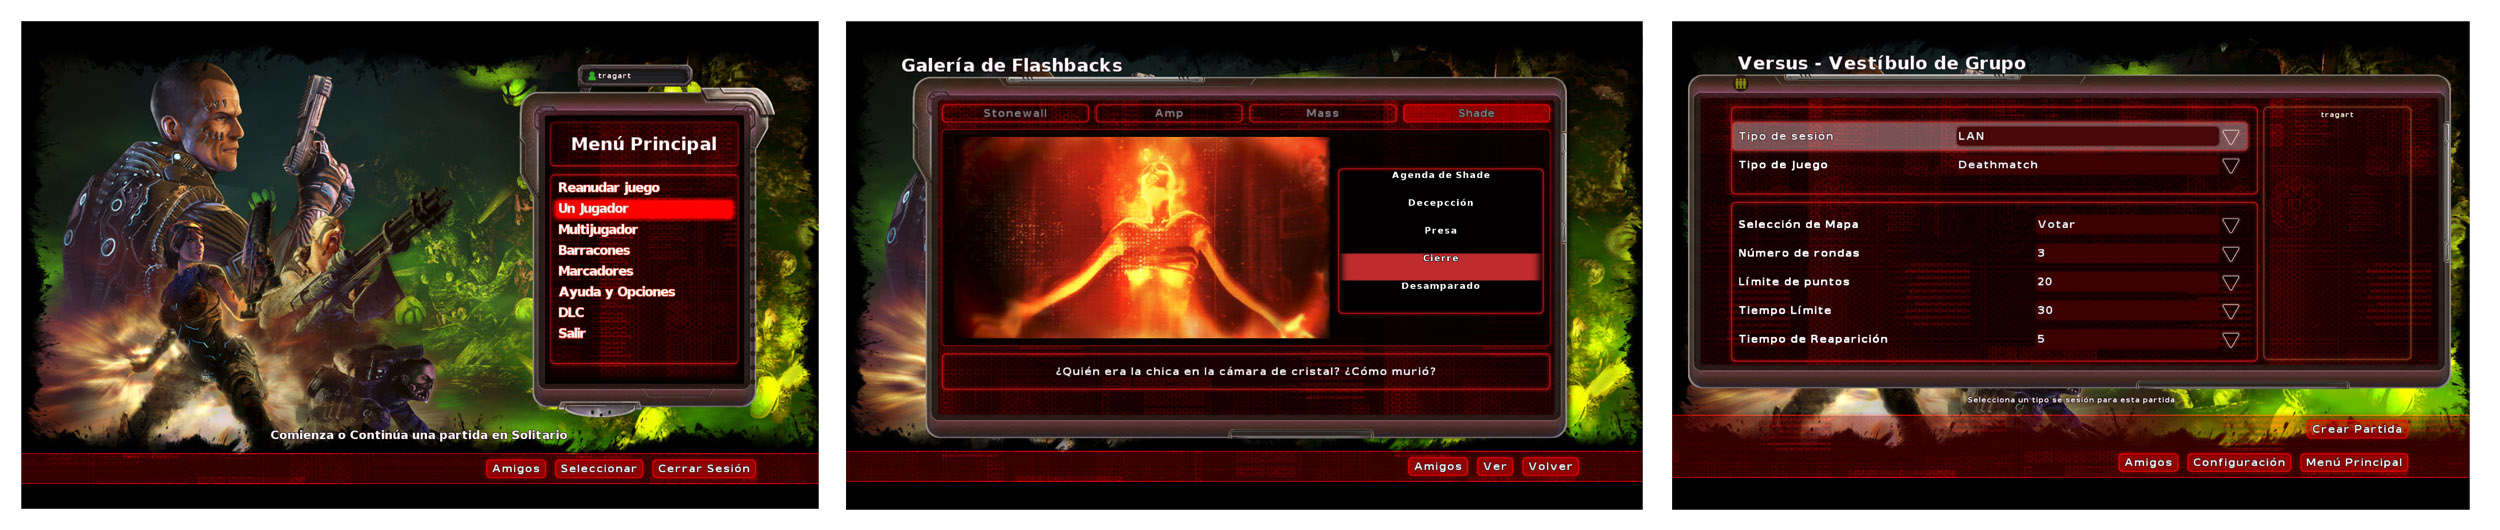 tragart
Menú Principal
Reanudar juego
Un Jugador
Multijugador
Barracones
Marcadores
Ayuda y Opciones
DLC
Salir
Comienza o Continúa una partida en Solitario
Amigos Seleccionar Cerrar Sesión
Galería de Flashbacks
Stonewall Amp Mass Shade
Agenda de Shade
Decepcción
Presa
Cierre
Desamparado
¿Quién era la chica en la cámara de cristal? ¿Cómo murió?
Amigos Ver Volver
Versus - Vestíbulo de Grupo
tragart
Tipo de sesión LAN
Tipo de Juego Deathmatch
Selección de Mapa Votar
Número de rondas 3
Límite de puntos 20
Tiempo Límite 30
Tiempo de Reaparición 5
Selecciona un tipo se sesión para esta partida
Crear Partida
Amigos Configuración Menú Principal